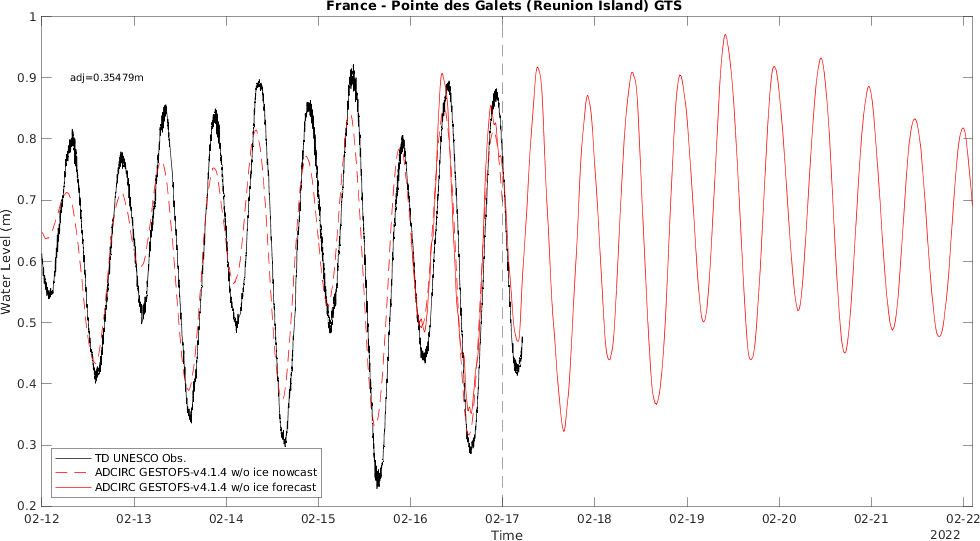 France - Pointe des Galets (Reunion Island) GTS
adj=0.35479m
1
0.9
0.8
0.7
0.6
0.5
0.4
0.3
0.2
Water Level (m)
TD UNESCO Obs.
ADCIRC GESTOFS-v4.1.4 w/o ice nowcast
ADCIRC GESTOFS-v4.1.4 w/o ice forecast
02-12 02-13 02-14 02-15 02-16 02-17 02-18 02-19 02-20 02-21 02-22
Time
2022